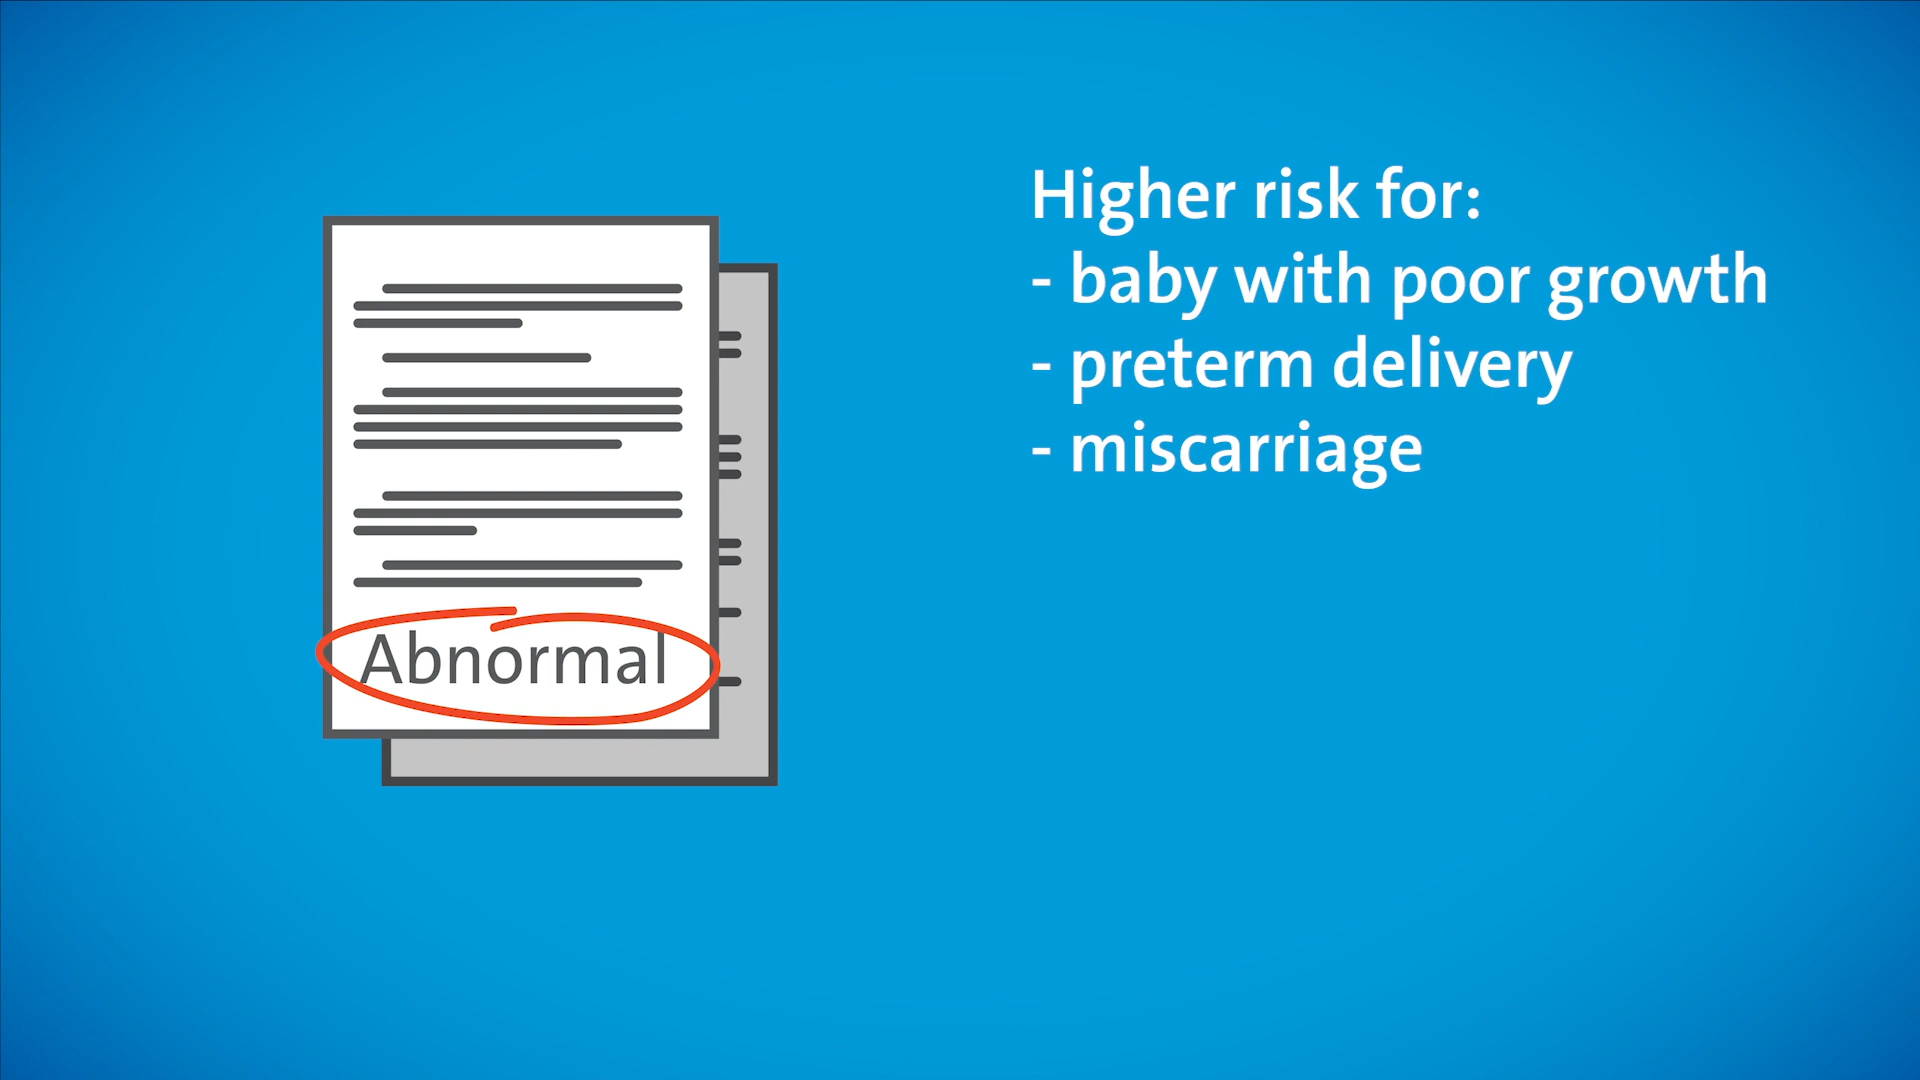 Higher risk for:
- baby with poor growth
- preterm delivery
- miscarriage
Abnormal